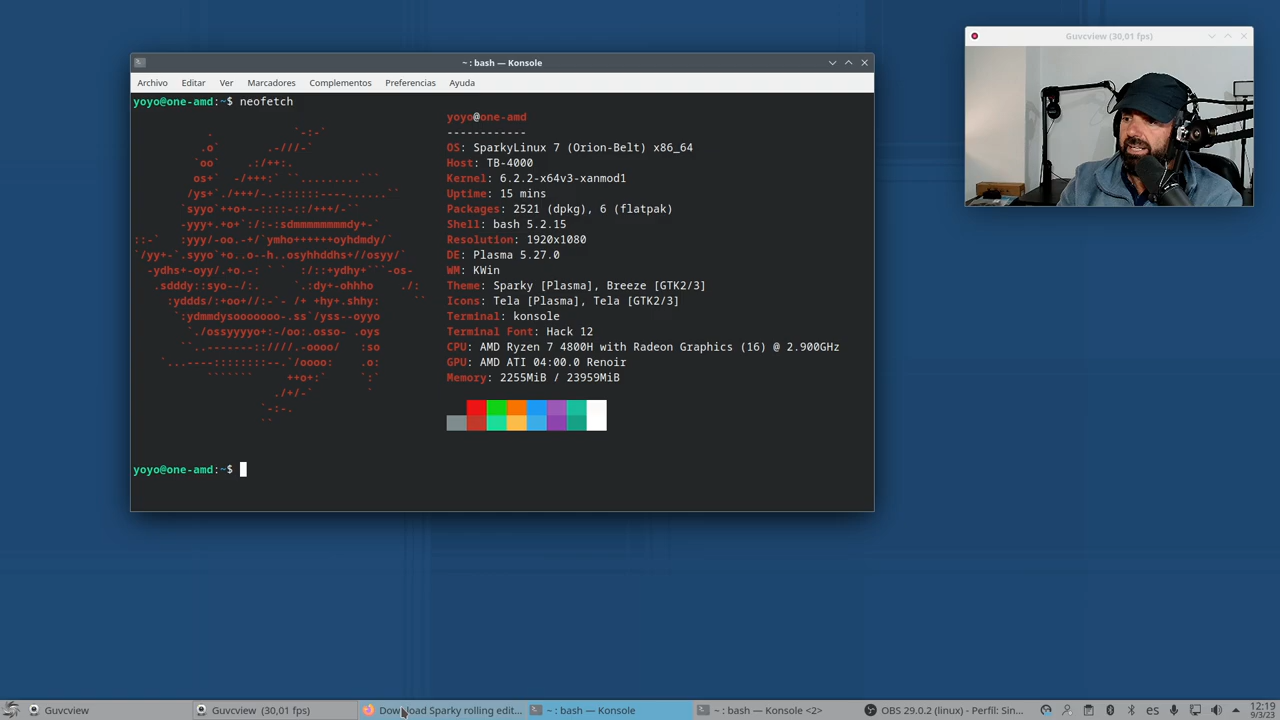 Guvcview (30,01 fps)
~ : bash — Konsole
Archivo Editar Ver Marcadores Complementos Preferencias Ayuda
yoyo@one-amd:~$ neofetch
yoyo@one-amd
------------
OS: SparkyLinux 7 (Orion-Belt) x86_64
Host: TB-4000
Kernel: 6.2.2-x64v3-xanmod1
Uptime: 15 mins
Packages: 2521 (dpkg), 6 (flatpak)
Shell: bash 5.2.15
Resolution: 1920x1080
DE: Plasma 5.27.0
WM: KWin
Theme: Sparky [Plasma], Breeze [GTK2/3]
Icons: Tela [Plasma], Tela [GTK2/3]
Terminal: konsole
Terminal Font: Hack 12
CPU: AMD Ryzen 7 4800H with Radeon Graphics (16) @ 2.900GHz
GPU: AMD ATI 04:00.0 Renoir
Memory: 2255MiB / 23959MiB
yoyo@one-amd:~$
Guvcview Guvcview (30,01 fps) Download Sparky rolling edit... ~ : bash — Konsole ~ : bash — Konsole <2> OBS 29.0.2 (linux) - Perfil: Sin... es 12:19
9/3/23